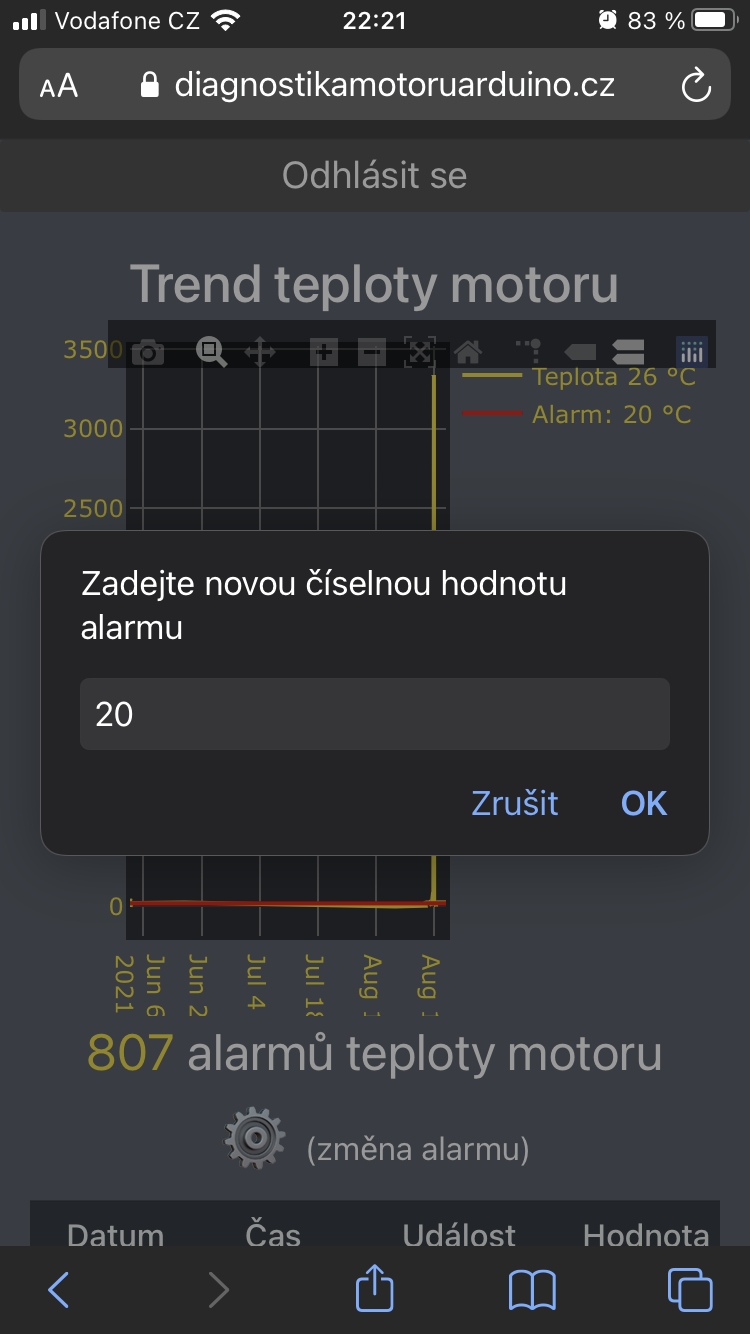 Vodafone CZ 22:21 83 %
AA diagnostikamotoruarduino.cz
Odhlásit se
Trend teploty motoru
3500
Teplota 26 °C
Alarm: 20 °C
3000
2500
Zadejte novou číselnou hodnotu
alarmu
20
Zrušit OK
0
2021
Jun 6
Jun 2
Jul 4
Jul 18
Aug 1
Aug 1
807 alarmů teploty motoru
(změna alarmu)
Datum Čas Událost Hodnota